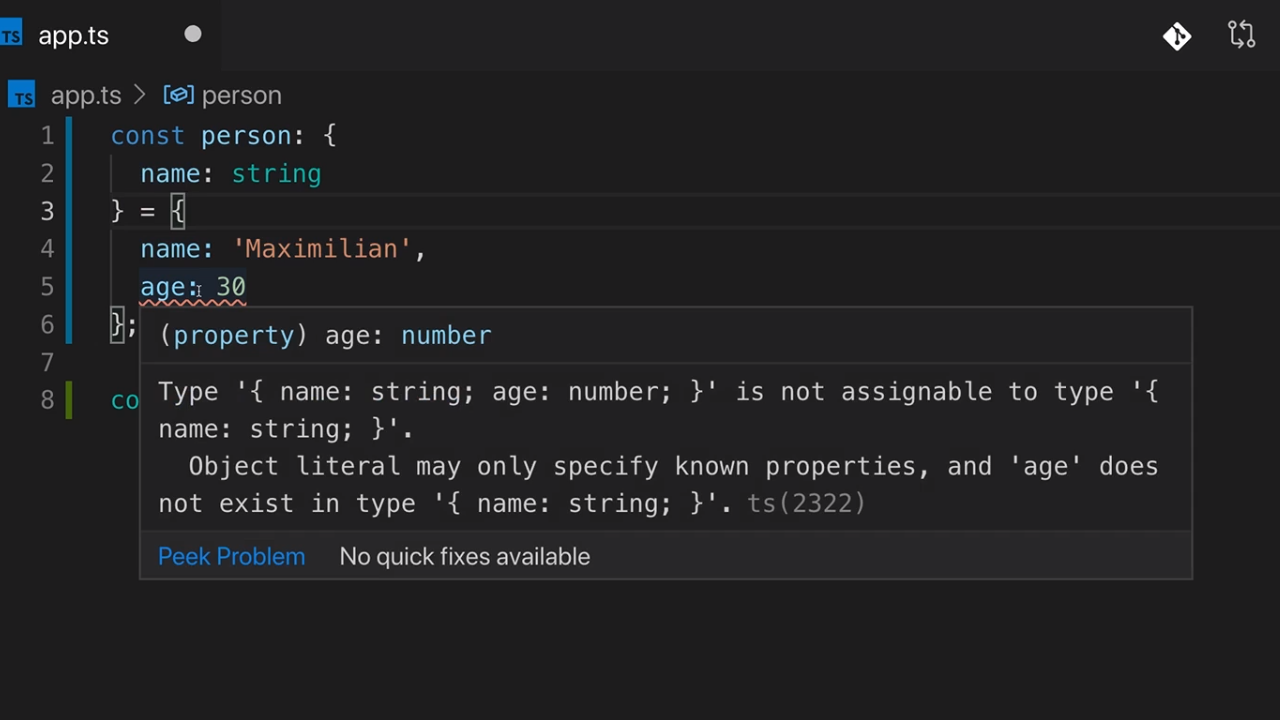 TS app.ts
TS app.ts > person
1 const person: {
2 name: string
3 } = {
4 name: 'Maximilian',
5 age: 30
6 };
(property) age: number
7
Type '{ name: string; age: number; }' is not assignable to type '{
8 co
name: string; }'.
Object literal may only specify known properties, and 'age' does
not exist in type '{ name: string; }'. ts(2322)
Peek Problem No quick fixes available